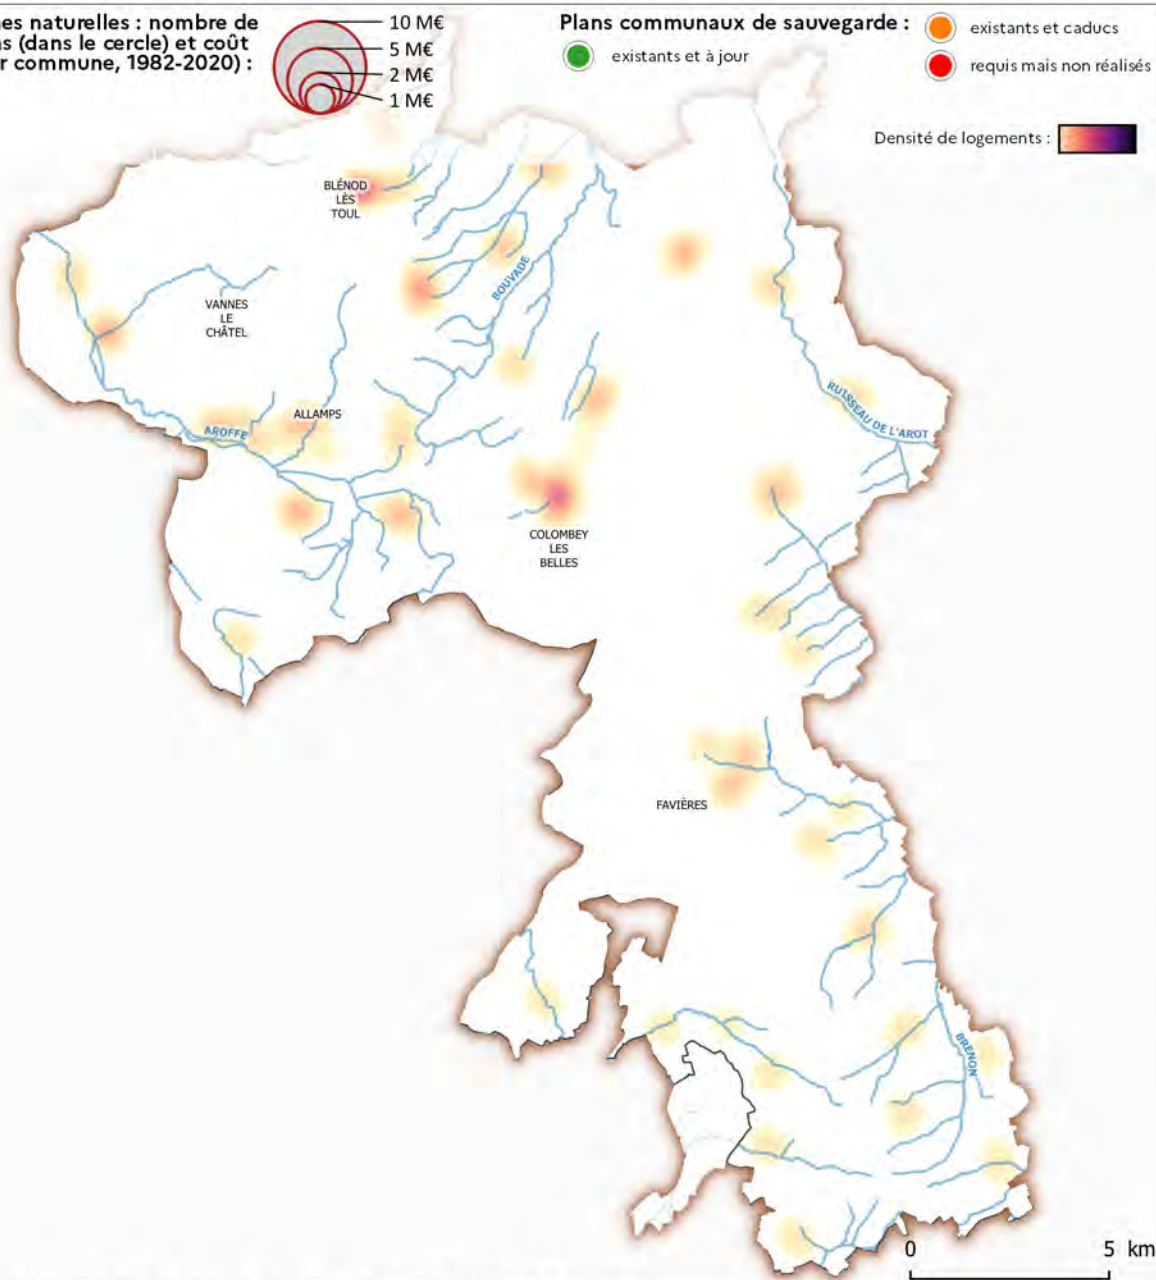 naturelles : nombre de
(dans le cercle) et coût
commune, 1982-2020) :
10 M€
5 M€
2 M€
1 M€
Plans communaux de sauvegarde :
existants et à jour
existants et caducs
requis mais non réalisés
Densité de logements :
BLÉNOD
LÈS
TOUL
BOUVADE
VANNES
LE
CHÂTEL
RUISSEAU DE L'AROT
ALLAMPS
AROFFE
COLOMBEY
LES
BELLES
FAVIÈRES
BRENON
0 5 km